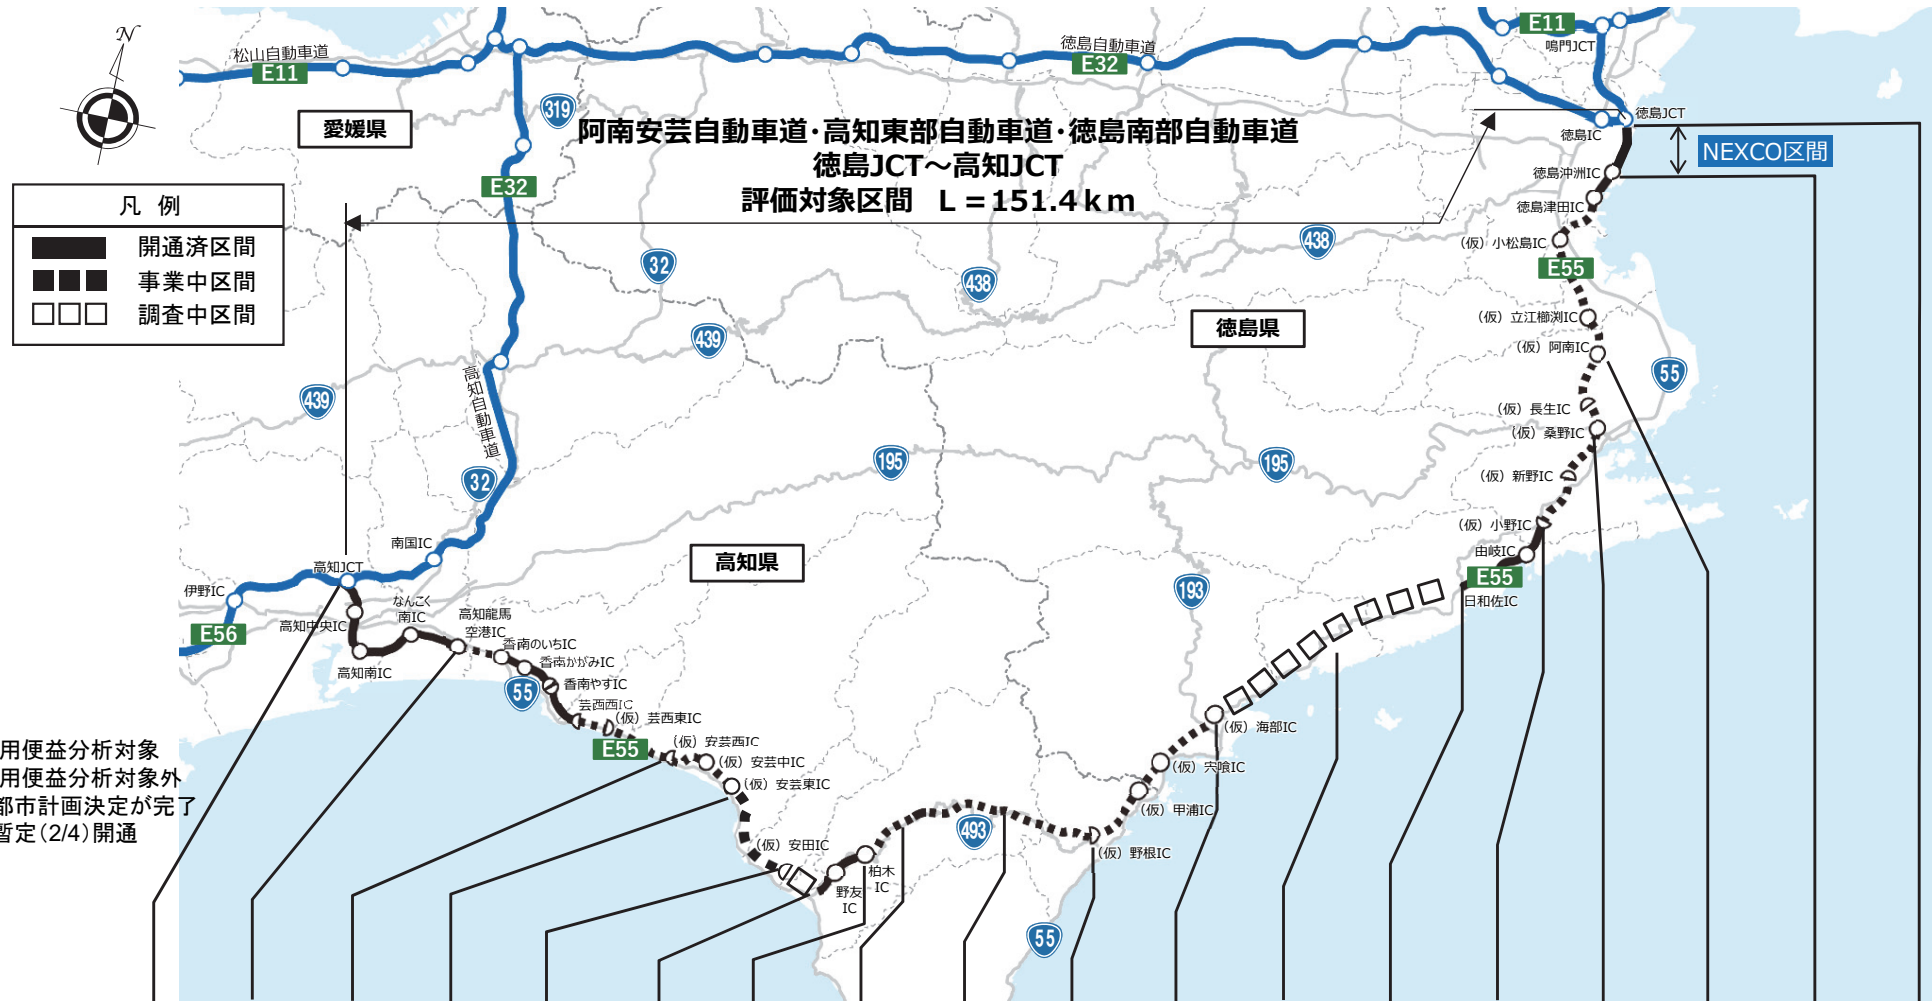 N
松山自動車道
E11
徳島自動車道
E32
E11
鳴門JCT
319
愛媛県
阿南安芸自動車道・高知東部自動車道・徳島南部自動車道
徳島JCT～高知JCT
評価対象区間 L＝151.4km
徳島JCT
徳島IC
NEXCO区間
徳島沖洲IC
徳島津田IC
凡 例
開通済区間
事業中区間
調査中区間
E32
32
438
438
(仮)小松島IC
E55
439
徳島県
(仮)立江櫛渕IC
(仮)阿南IC
55
439
高知自動車道
(仮)長生IC
(仮)桑野IC
195
195
32
(仮)新野IC
(仮)小野IC
南国IC
由岐IC
高知県
高知JCT
伊野IC
E55
193
日和佐IC
なんこく
南IC
高知龍馬
空港IC
高知中央IC
E56
香南のいちIC
香南かがみIC
高知南IC
香南やすIC
55
芸西西IC
(仮)芸西東IC
(仮)海部IC
(仮)安芸西IC
E55
(仮)安芸中IC
(仮)宍喰IC
(仮)安芸東IC
用便益分析対象
用便益分析対象外
都市計画決定が完了
暫定(2/4)開通
(仮)甲浦IC
493
(仮)安田IC
(仮)野根IC
柏木
IC
野友
IC
55